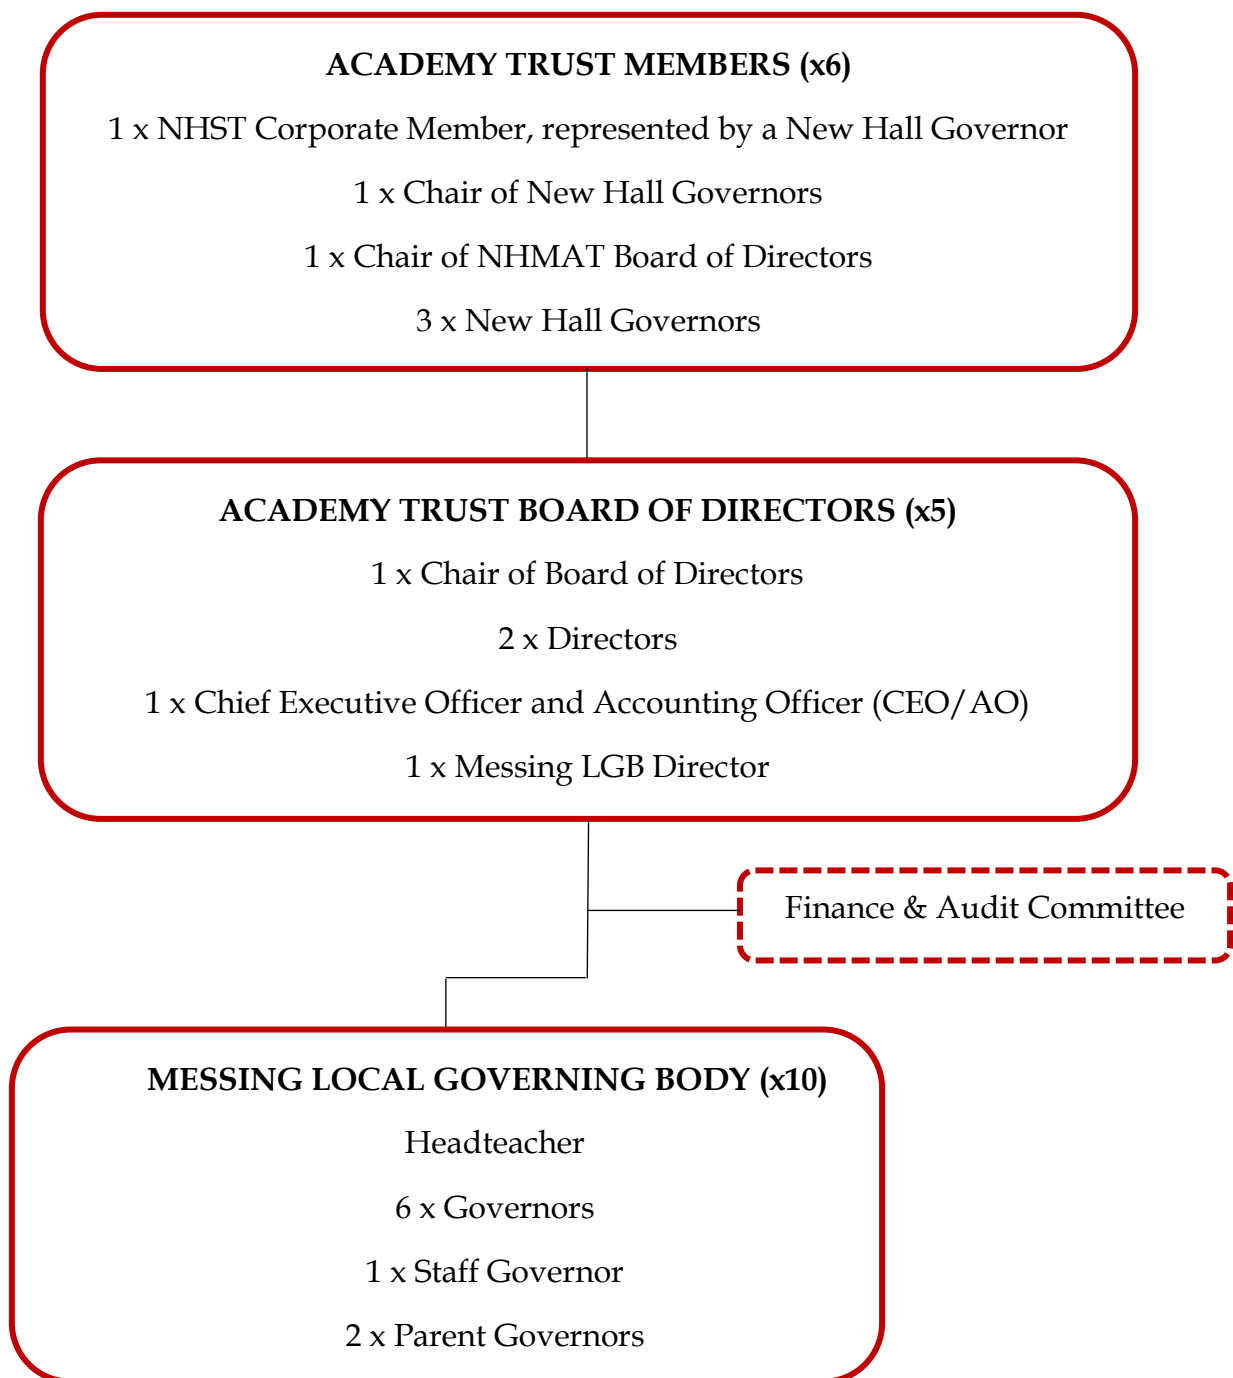 ACADEMY TRUST MEMBERS (x6)
1 x NHST Corporate Member, represented by a New Hall Governor
1 x Chair of New Hall Governors
1 x Chair of NHMAT Board of Directors
3 x New Hall Governors
ACADEMY TRUST BOARD OF DIRECTORS (x5)
1 x Chair of Board of Directors
2 x Directors
1 x Chief Executive Officer and Accounting Officer (CEO/AO)
1 x Messing LGB Director
Finance & Audit Committee
MESSING LOCAL GOVERNING BODY (x10)
Headteacher
6 x Governors
1 x Staff Governor
2 x Parent Governors